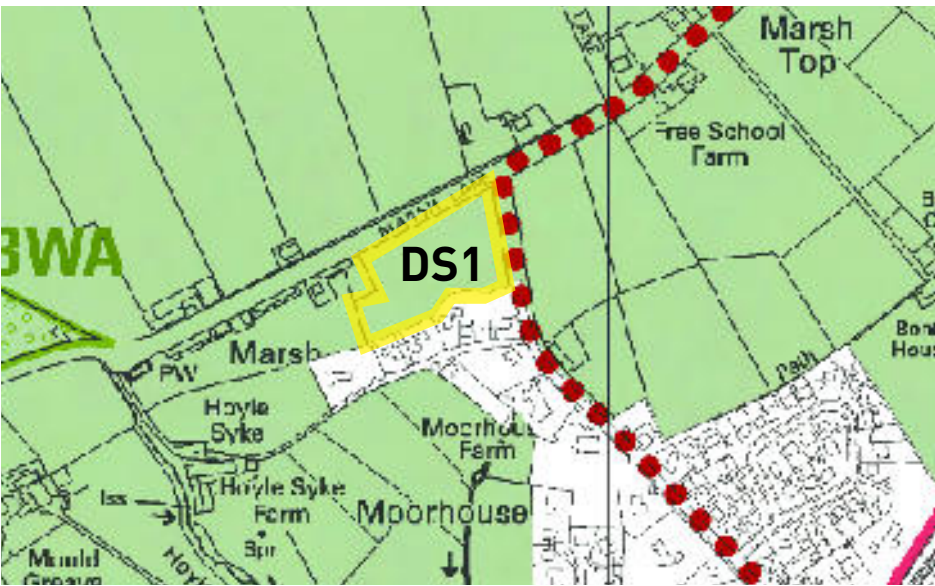 Marsh
Top
Free School
Farm
BWA
DS1
Marsh
PW
Path
Hoyle
Syke
Moorhouse
Farm
Hoyle Syke
Farm
Iss
Moorhouse
Spr
Mould
Greave